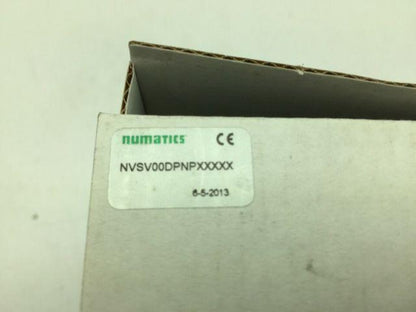 numatics CE
NVSV00DPNPXXXXX
6-5-2013